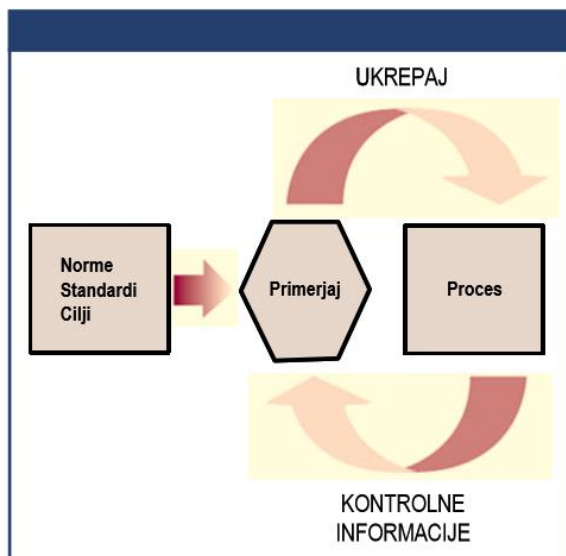 UKREPAJ
Norme
Standardi
Cilji
Primerjaj
Proces
KONTROLNE
INFORMACIJE